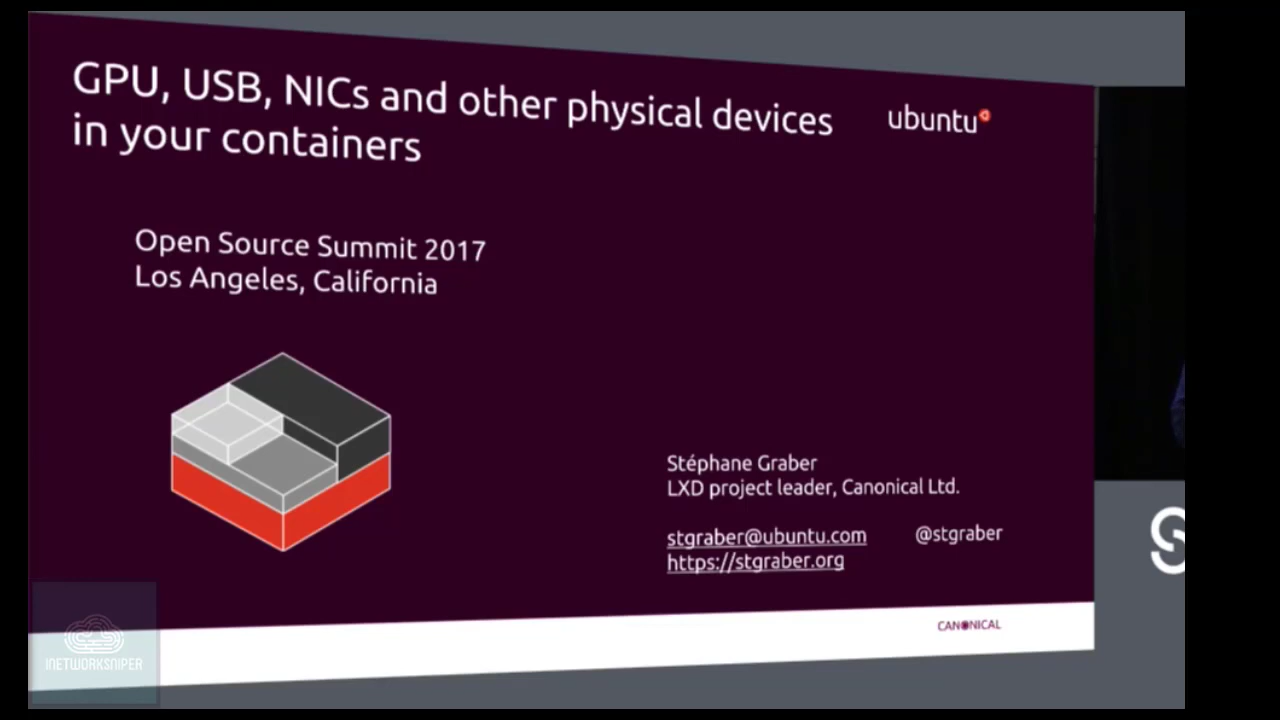 GPU, USB, NICs and other physical devices
in your containers
ubuntu
Open Source Summit 2017
Los Angeles, California
Stéphane Graber
LXD project leader, Canonical Ltd.
stgraber@ubuntu.com @stgraber
https://stgraber.org
CANONICAL
INETWORKSNIPER